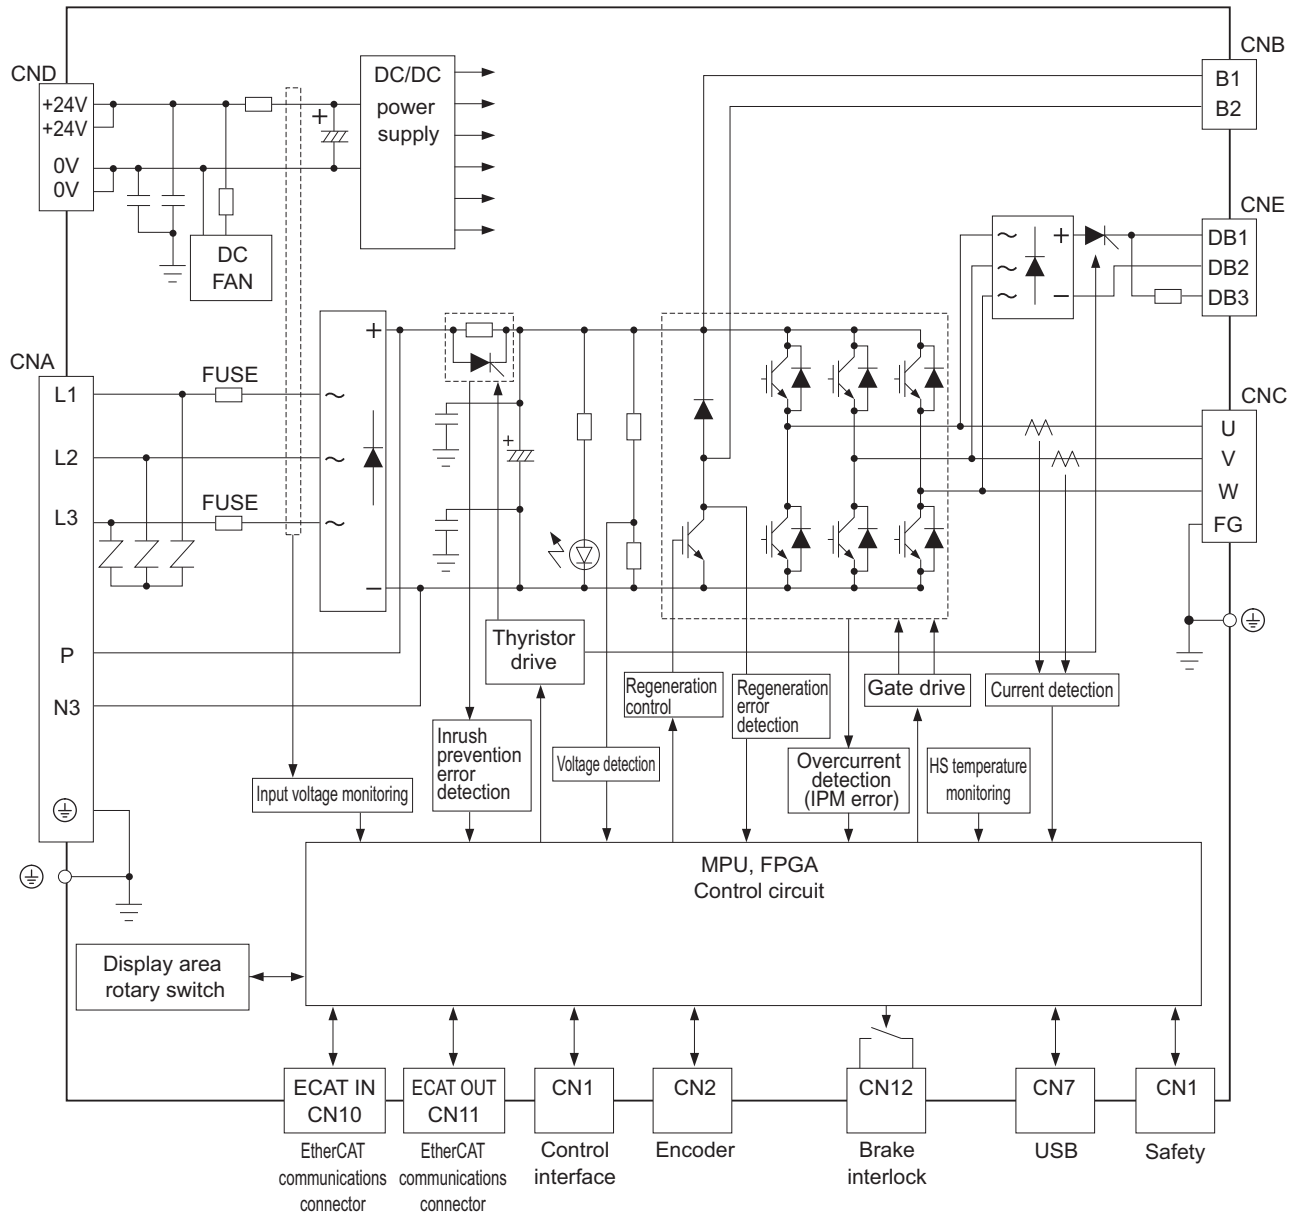 CND
+24V
+24V
0V
0V
DC/DC
power
supply
+
DC
FAN
CNB
B1
B2
CNE
DB1
DB2
DB3
+
−
CNA
L1
L2
L3
P
N3
FUSE
FUSE
+
−
+
CNC
U
V
W
FG
Thyristor
drive
Regeneration
control
Regeneration
error
detection
Gate drive
Current detection
Inrush
prevention
error
detection
Voltage detection
Overcurrent
detection
(IPM error)
HS temperature
monitoring
Input voltage monitoring
MPU, FPGA
Control circuit
Display area
rotary switch
ECAT IN
CN10
ECAT OUT
CN11
CN1
CN2
CN12
CN7
CN1
EtherCAT
communications
connector
EtherCAT
communications
connector
Control
interface
Encoder
Brake
interlock
USB
Safety